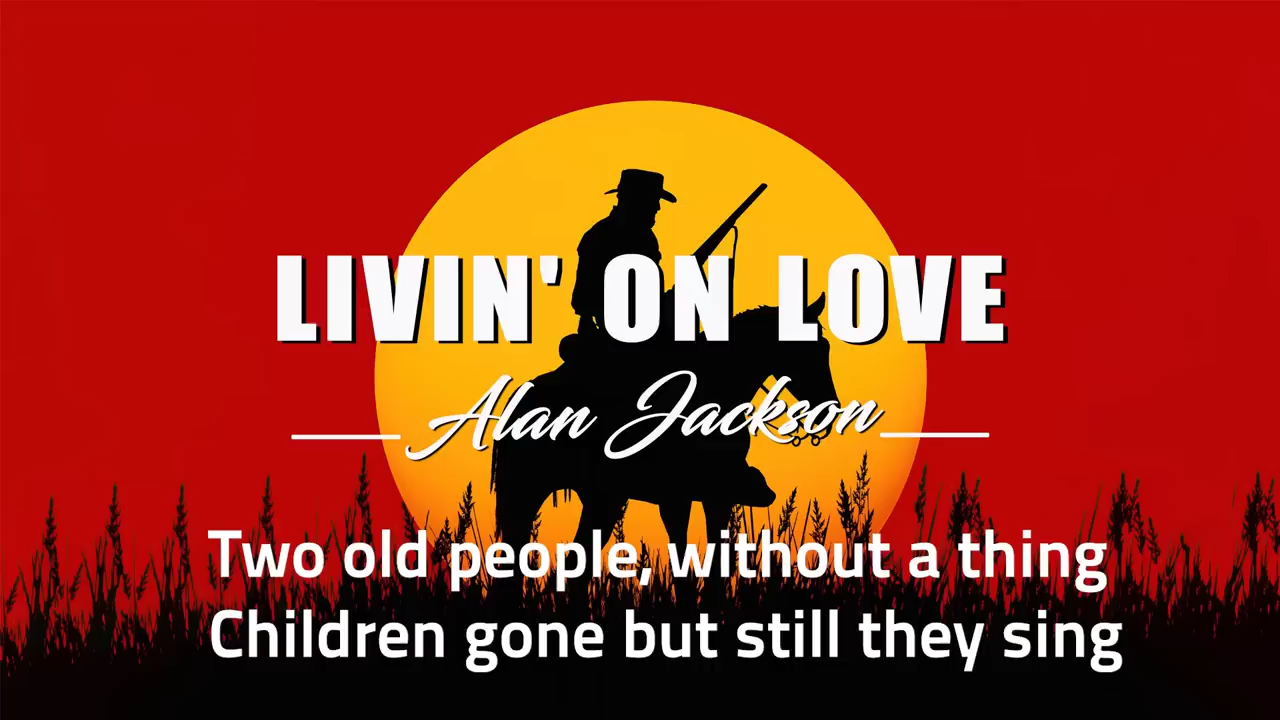 LIVIN' ON LOVE
Alan Jackson
Two old people, without a thing
Children gone but still they sing